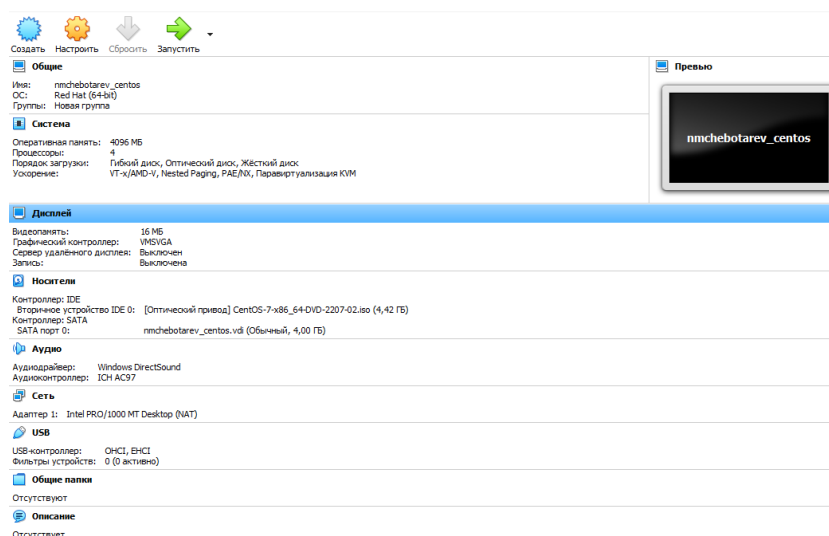 Создать Настроить Сбросить Запустить
Общие
Имя: nmchebotarev_centos
ОС: Red Hat (64-bit)
Группы: Новая группа
Превью
nmchebotarev_centos
Система
Оперативная память: 4096 МБ
Процессоры: 4
Порядок загрузки: Гибкий диск, Оптический диск, Жёсткий диск
Ускорение: VT-x/AMD-V, Nested Paging, PAE/NX, Паравиртуализация KVM
Дисплей
Видеопамять: 16 МБ
Графический контроллер: VMSVGA
Сервер удалённого дисплея: Выключен
Запись: Выключена
Носители
Контроллер: IDE
Вторичное устройство IDE 0: [Оптический привод] CentOS-7-x86_64-DVD-2207-02.iso (4,42 ГБ)
Контроллер: SATA
SATA порт 0: nmchebotarev_centos.vdi (Обычный, 4,00 ГБ)
Аудио
Аудиодрайвер: Windows DirectSound
Аудиоконтроллер: ICH AC97
Сеть
Адаптер 1: Intel PRO/1000 MT Desktop (NAT)
USB
USB-контроллер: OHCI, EHCI
Фильтры устройств: 0 (0 активно)
Общие папки
Отсутствуют
Описание
Отсутствует